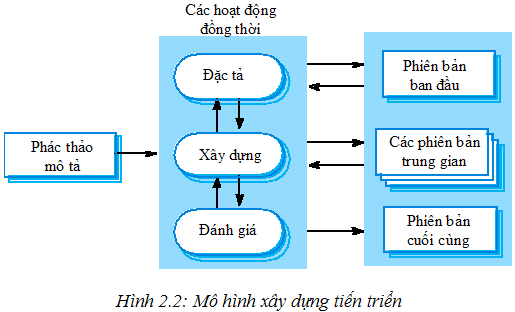 Các hoạt động
đồng thời
Đặc tả
Phiên bản
ban đầu
Phác thảo
mô tả
Xây dựng
Các phiên bản
trung gian
Đánh giá
Phiên bản
cuối cùng
Hình 2.2: Mô hình xây dựng tiến triển